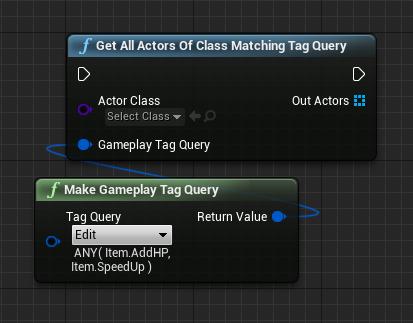 f Get All Actors Of Class Matching Tag Query
Actor Class
Out Actors
Select Class
Gameplay Tag Query
f Make Gameplay Tag Query
Tag Query
Return Value
Edit
ANY( Item.AddHP,
Item.SpeedUp )